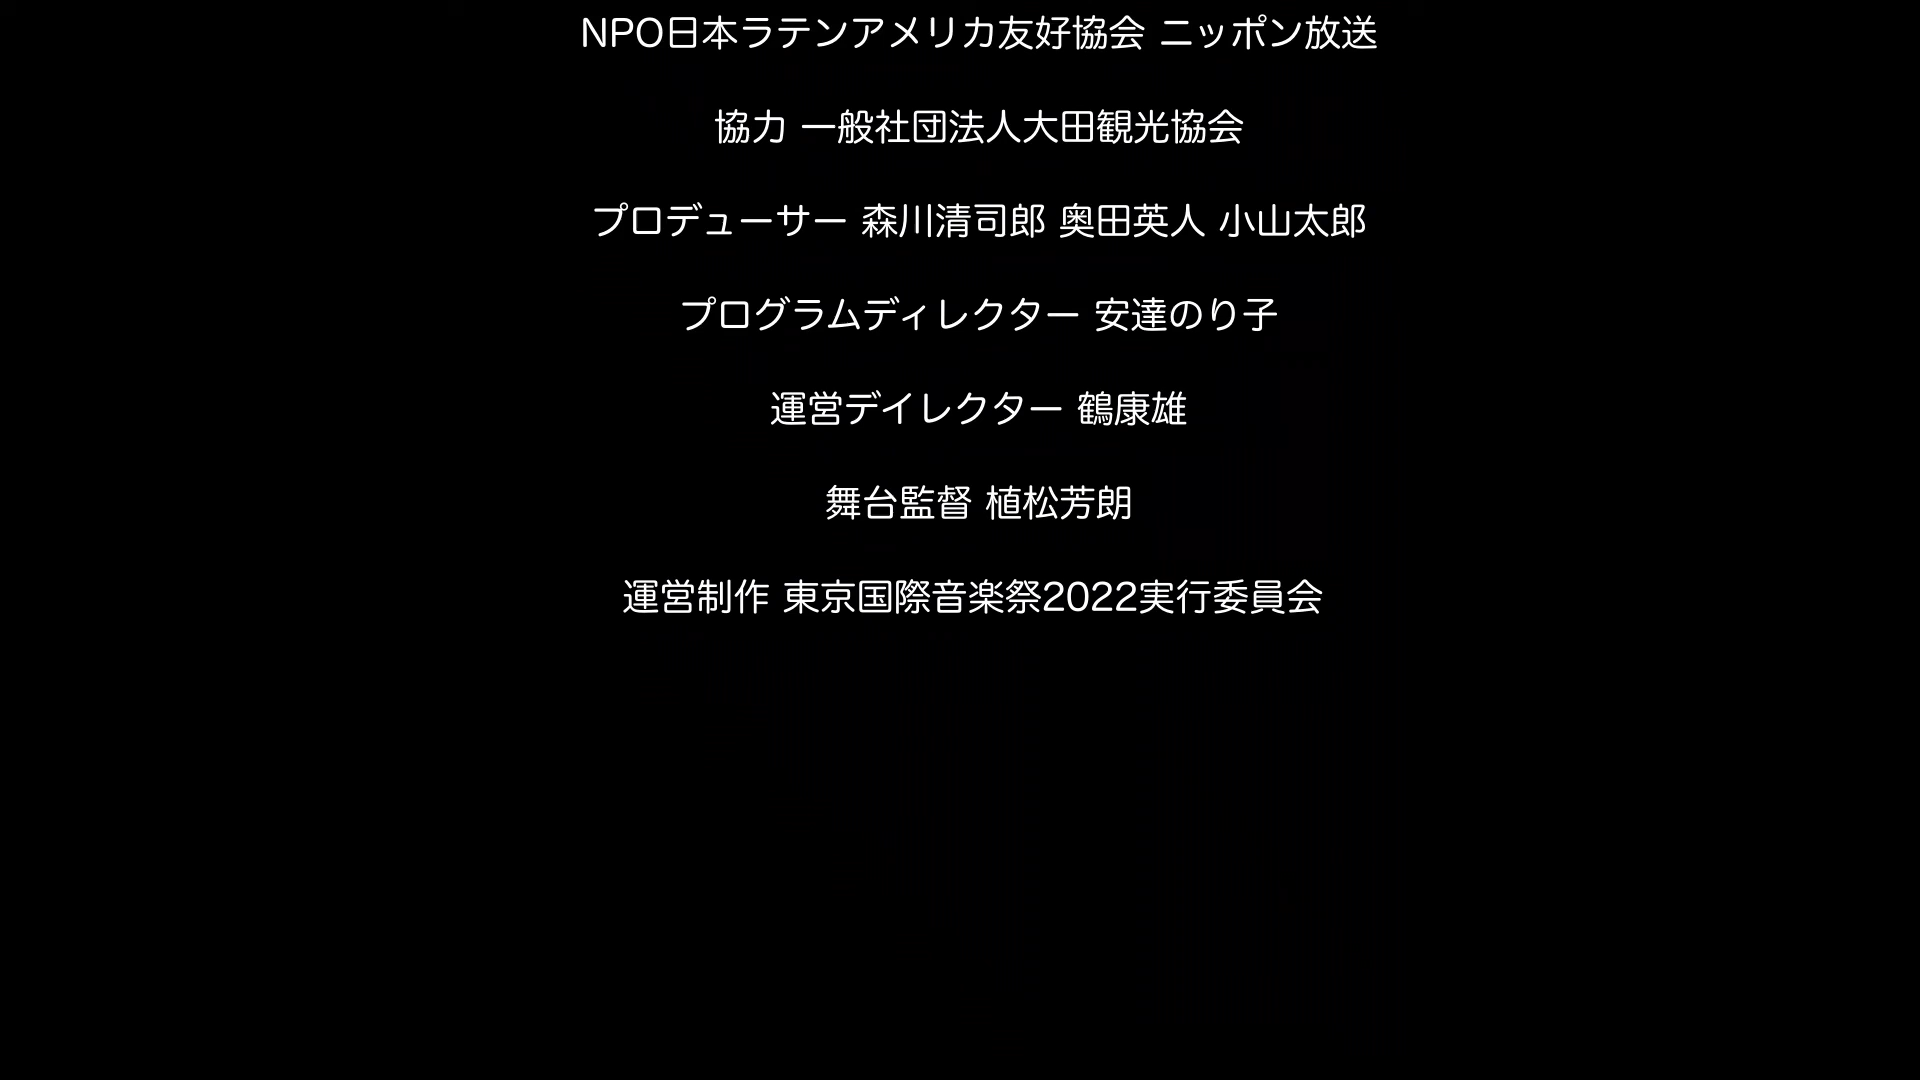 NPO日本ラテンアメリカ友好協会 ニッポン放送
協力 一般社団法人大田観光協会
プロデューサー 森川清司郎 奥田英人 小山太郎
プログラムディレクター 安達のり子
運営デイレクター 鶴康雄
舞台監督 植松芳朗
運営制作 東京国際音楽祭2022実行委員会